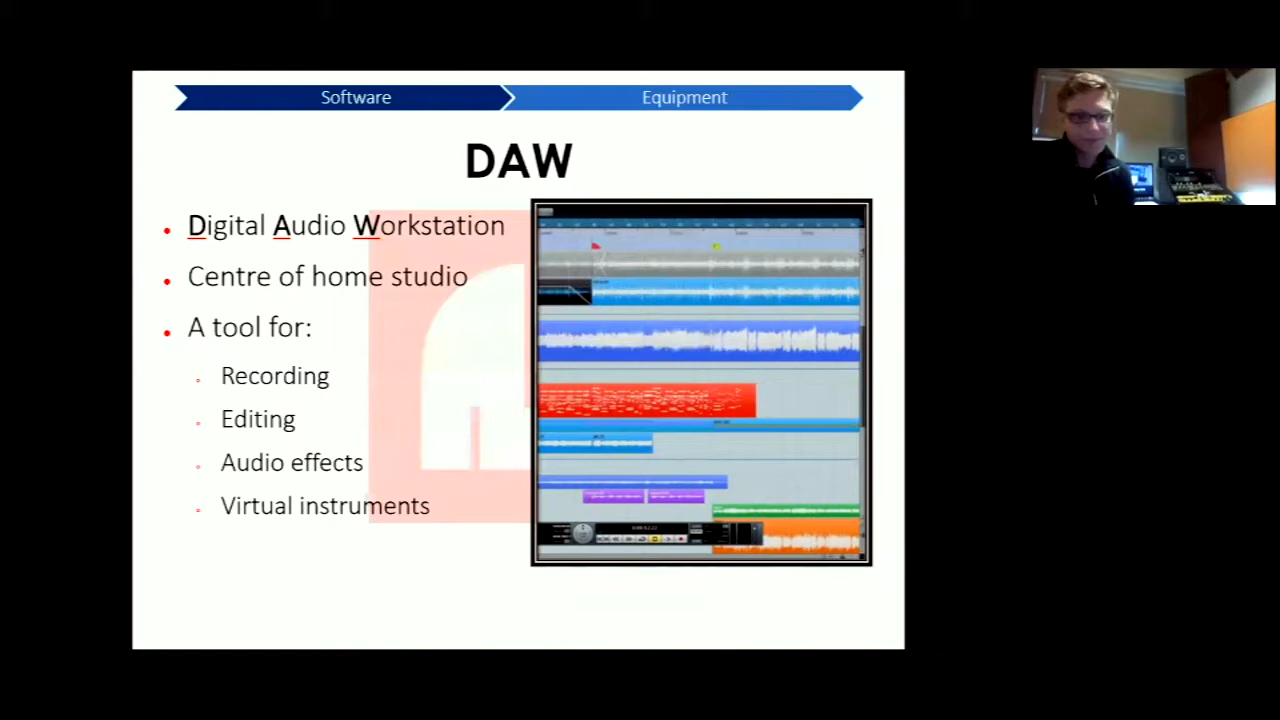 Software
Equipment
DAW
Digital Audio Workstation
Centre of home studio
A tool for:
Recording
Editing
Audio effects
Virtual instruments